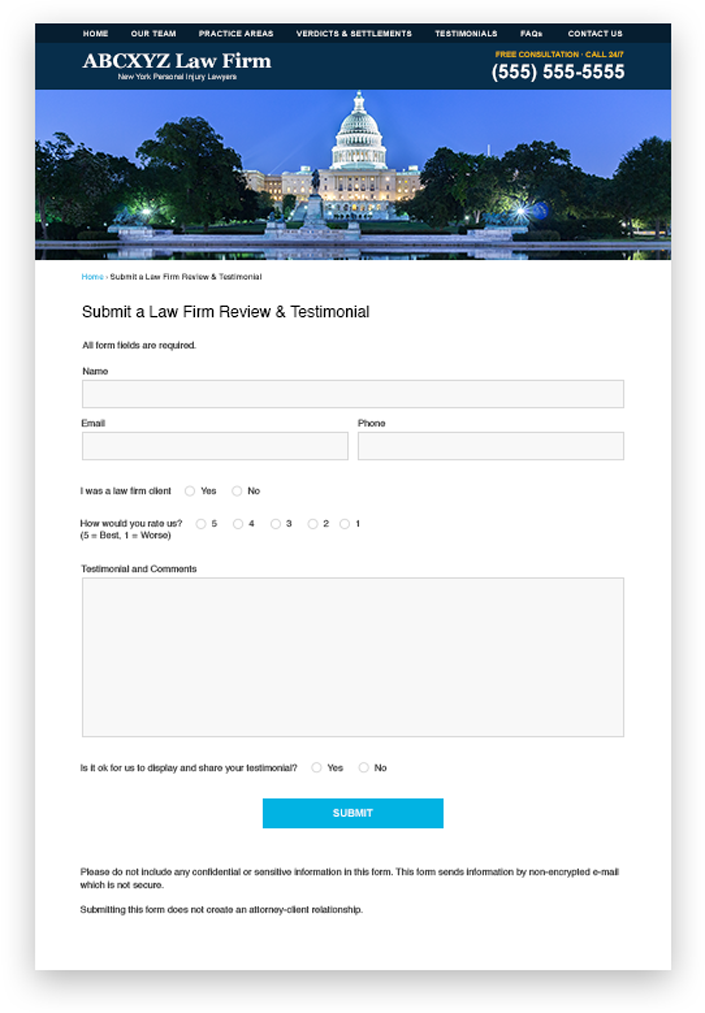 HOME OUR TEAM PRACTICE AREAS VERDICTS & SETTLEMENTS TESTIMONIALS FAQs CONTACT US
ABCXYZ Law Firm
New York Personal Injury Lawyers
FREE CONSULTATION · CALL 24/7
(555) 555-5555
Home › Submit a Law Firm Review & Testimonial
Submit a Law Firm Review & Testimonial
All form fields are required.
Name
Email Phone
I was a law firm client Yes No
How would you rate us? 5 4 3 2 1
(5 = Best, 1 = Worse)
Testimonial and Comments
Is it ok for us to display and share your testimonial? Yes No
SUBMIT
Please do not include any confidential or sensitive information in this form. This form sends information by non-encrypted e-mail
which is not secure.
Submitting this form does not create an attorney-client relationship.